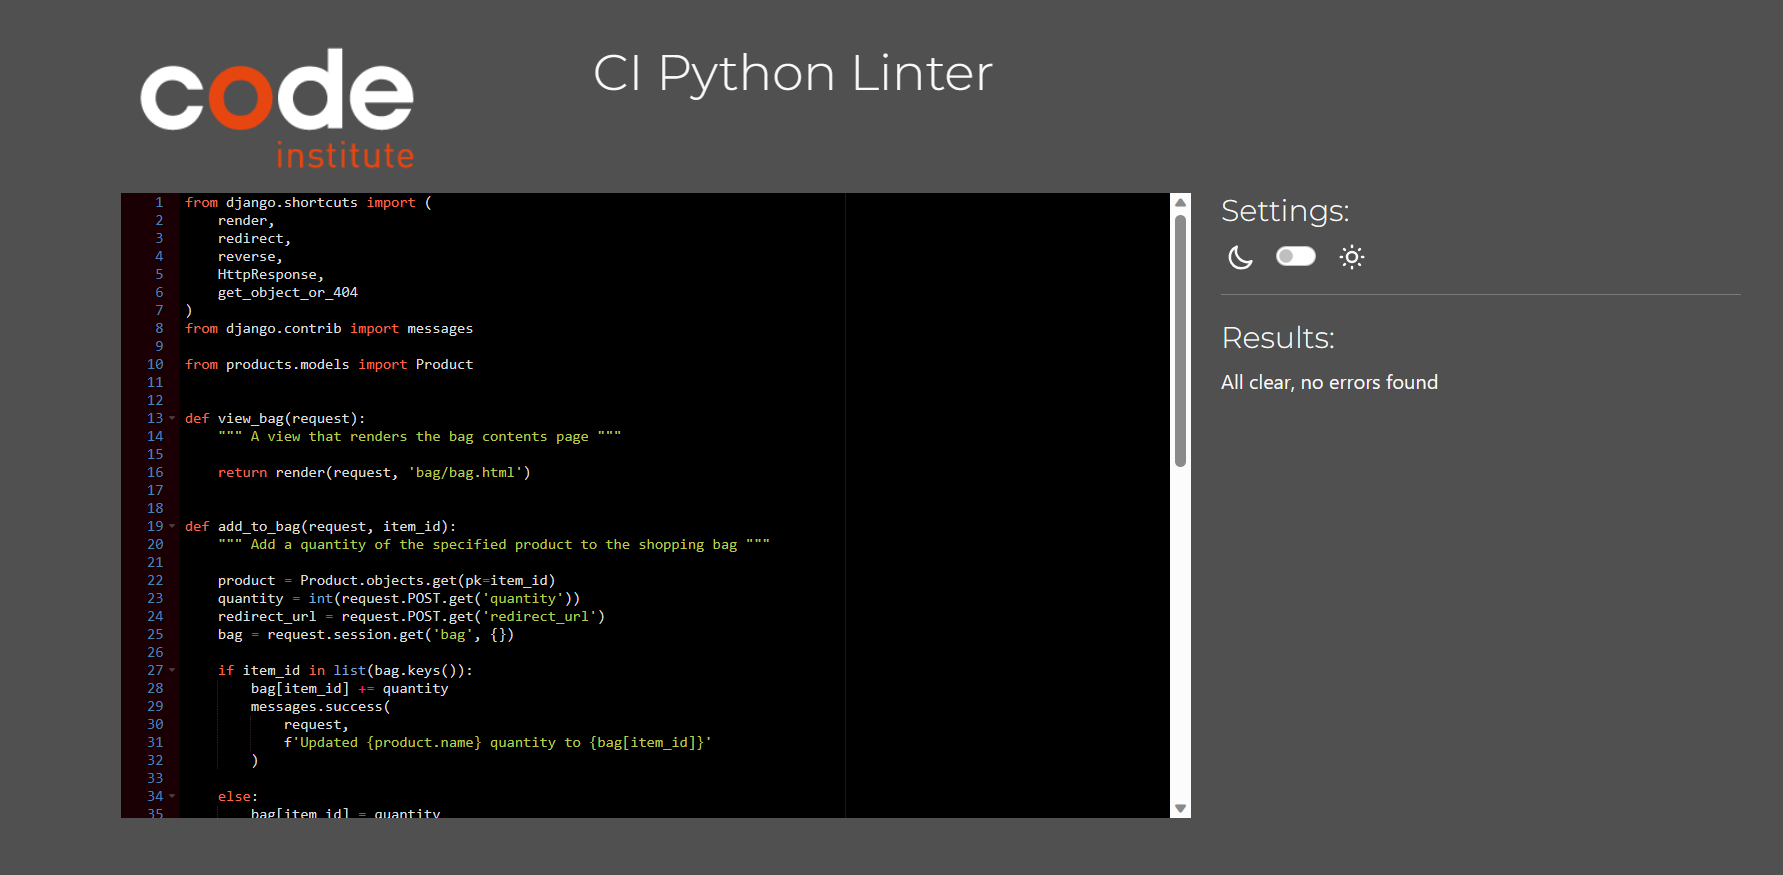 code
institute
CI Python Linter
1 from django.shortcuts import (
2     render,
3     redirect,
4     reverse,
5     HttpResponse,
6     get_object_or_404
7 )
8 from django.contrib import messages
9
10 from products.models import Product
11
12
13 def view_bag(request):
14     """ A view that renders the bag contents page """
15
16     return render(request, 'bag/bag.html')
17
18
19 def add_to_bag(request, item_id):
20     """ Add a quantity of the specified product to the shopping bag """
21
22     product = Product.objects.get(pk=item_id)
23     quantity = int(request.POST.get('quantity'))
24     redirect_url = request.POST.get('redirect_url')
25     bag = request.session.get('bag', {})
26
27     if item_id in list(bag.keys()):
28         bag[item_id] += quantity
29         messages.success(
30             request,
31             f'Updated {product.name} quantity to {bag[item_id]}'
32         )
33
34     else:
35         bag[item_id] = quantity
Settings:
Results:
All clear, no errors found